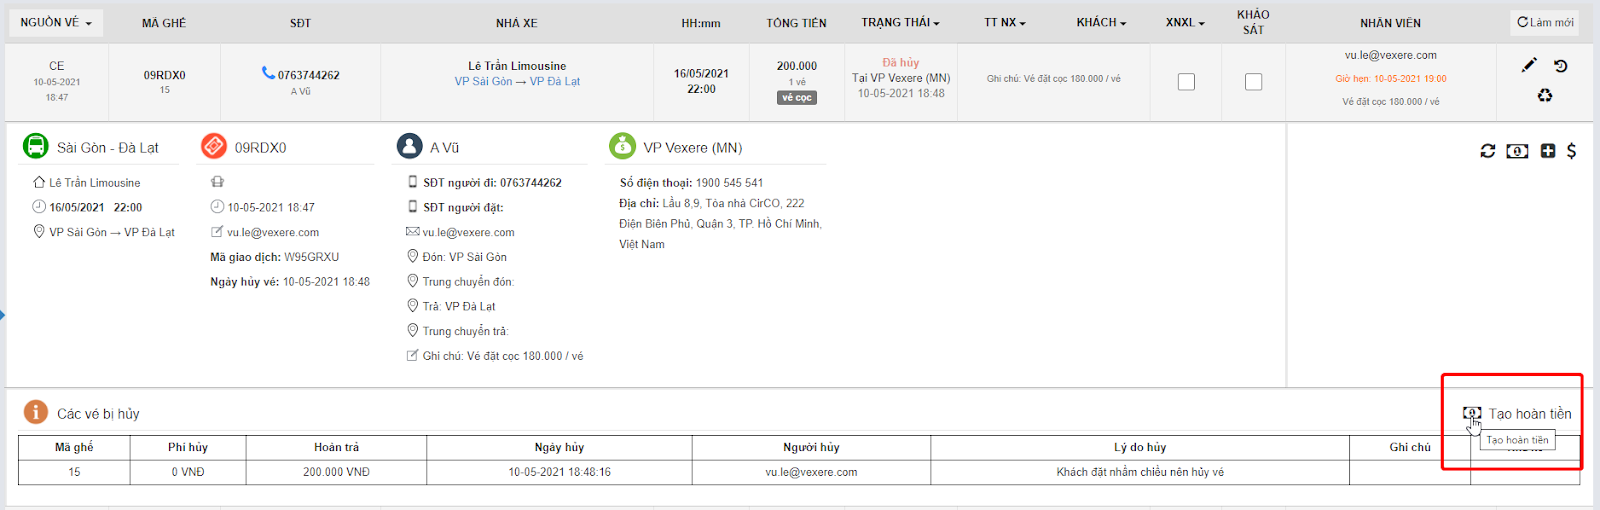 NGUỒN VÉ MÃ GHẾ SĐT NHÀ XE HH:mm TỔNG TIỀN TRẠNG THÁI TT NX KHÁCH XNXL KHẢO SÁT NHÂN VIÊN Làm mới
CE
10-05-2021
18:47
09RDX0
15
0763744262
A Vũ
Lê Trần Limousine
VP Sài Gòn → VP Đà Lạt
16/05/2021
22:00
200.000
1 vé
vé cọc
Đã hủy
Tại VP Vexere (MN)
10-05-2021 18:48
Ghi chú: Vé đặt cọc 180.000 / vé
vu.le@vexere.com
Giờ hẹn: 10-05-2021 19:00
Vé đặt cọc 180.000 / vé
Sài Gòn - Đà Lạt
Lê Trần Limousine
16/05/2021 22:00
VP Sài Gòn → VP Đà Lạt
09RDX0
10-05-2021 18:47
vu.le@vexere.com
Mã giao dịch: W95GRXU
Ngày hủy vé: 10-05-2021 18:48
A Vũ
SĐT người đi: 0763744262
SĐT người đặt:
vu.le@vexere.com
Đón: VP Sài Gòn
Trung chuyển đón:
Trả: VP Đà Lạt
Trung chuyển trả:
Ghi chú: Vé đặt cọc 180.000 / vé
VP Vexere (MN)
Số điện thoại: 1900 545 541
Địa chỉ: Lầu 8,9, Tòa nhà CirCO, 222
Điện Biên Phủ, Quận 3, TP. Hồ Chí Minh,
Việt Nam
Các vé bị hủy
Tạo hoàn tiền
Tạo hoàn tiền
Mã ghế Phí hủy Hoàn trả Ngày hủy Người hủy Lý do hủy Ghi chú
15 0 VNĐ 200.000 VNĐ 10-05-2021 18:48:16 vu.le@vexere.com Khách đặt nhầm chiều nên hủy vé